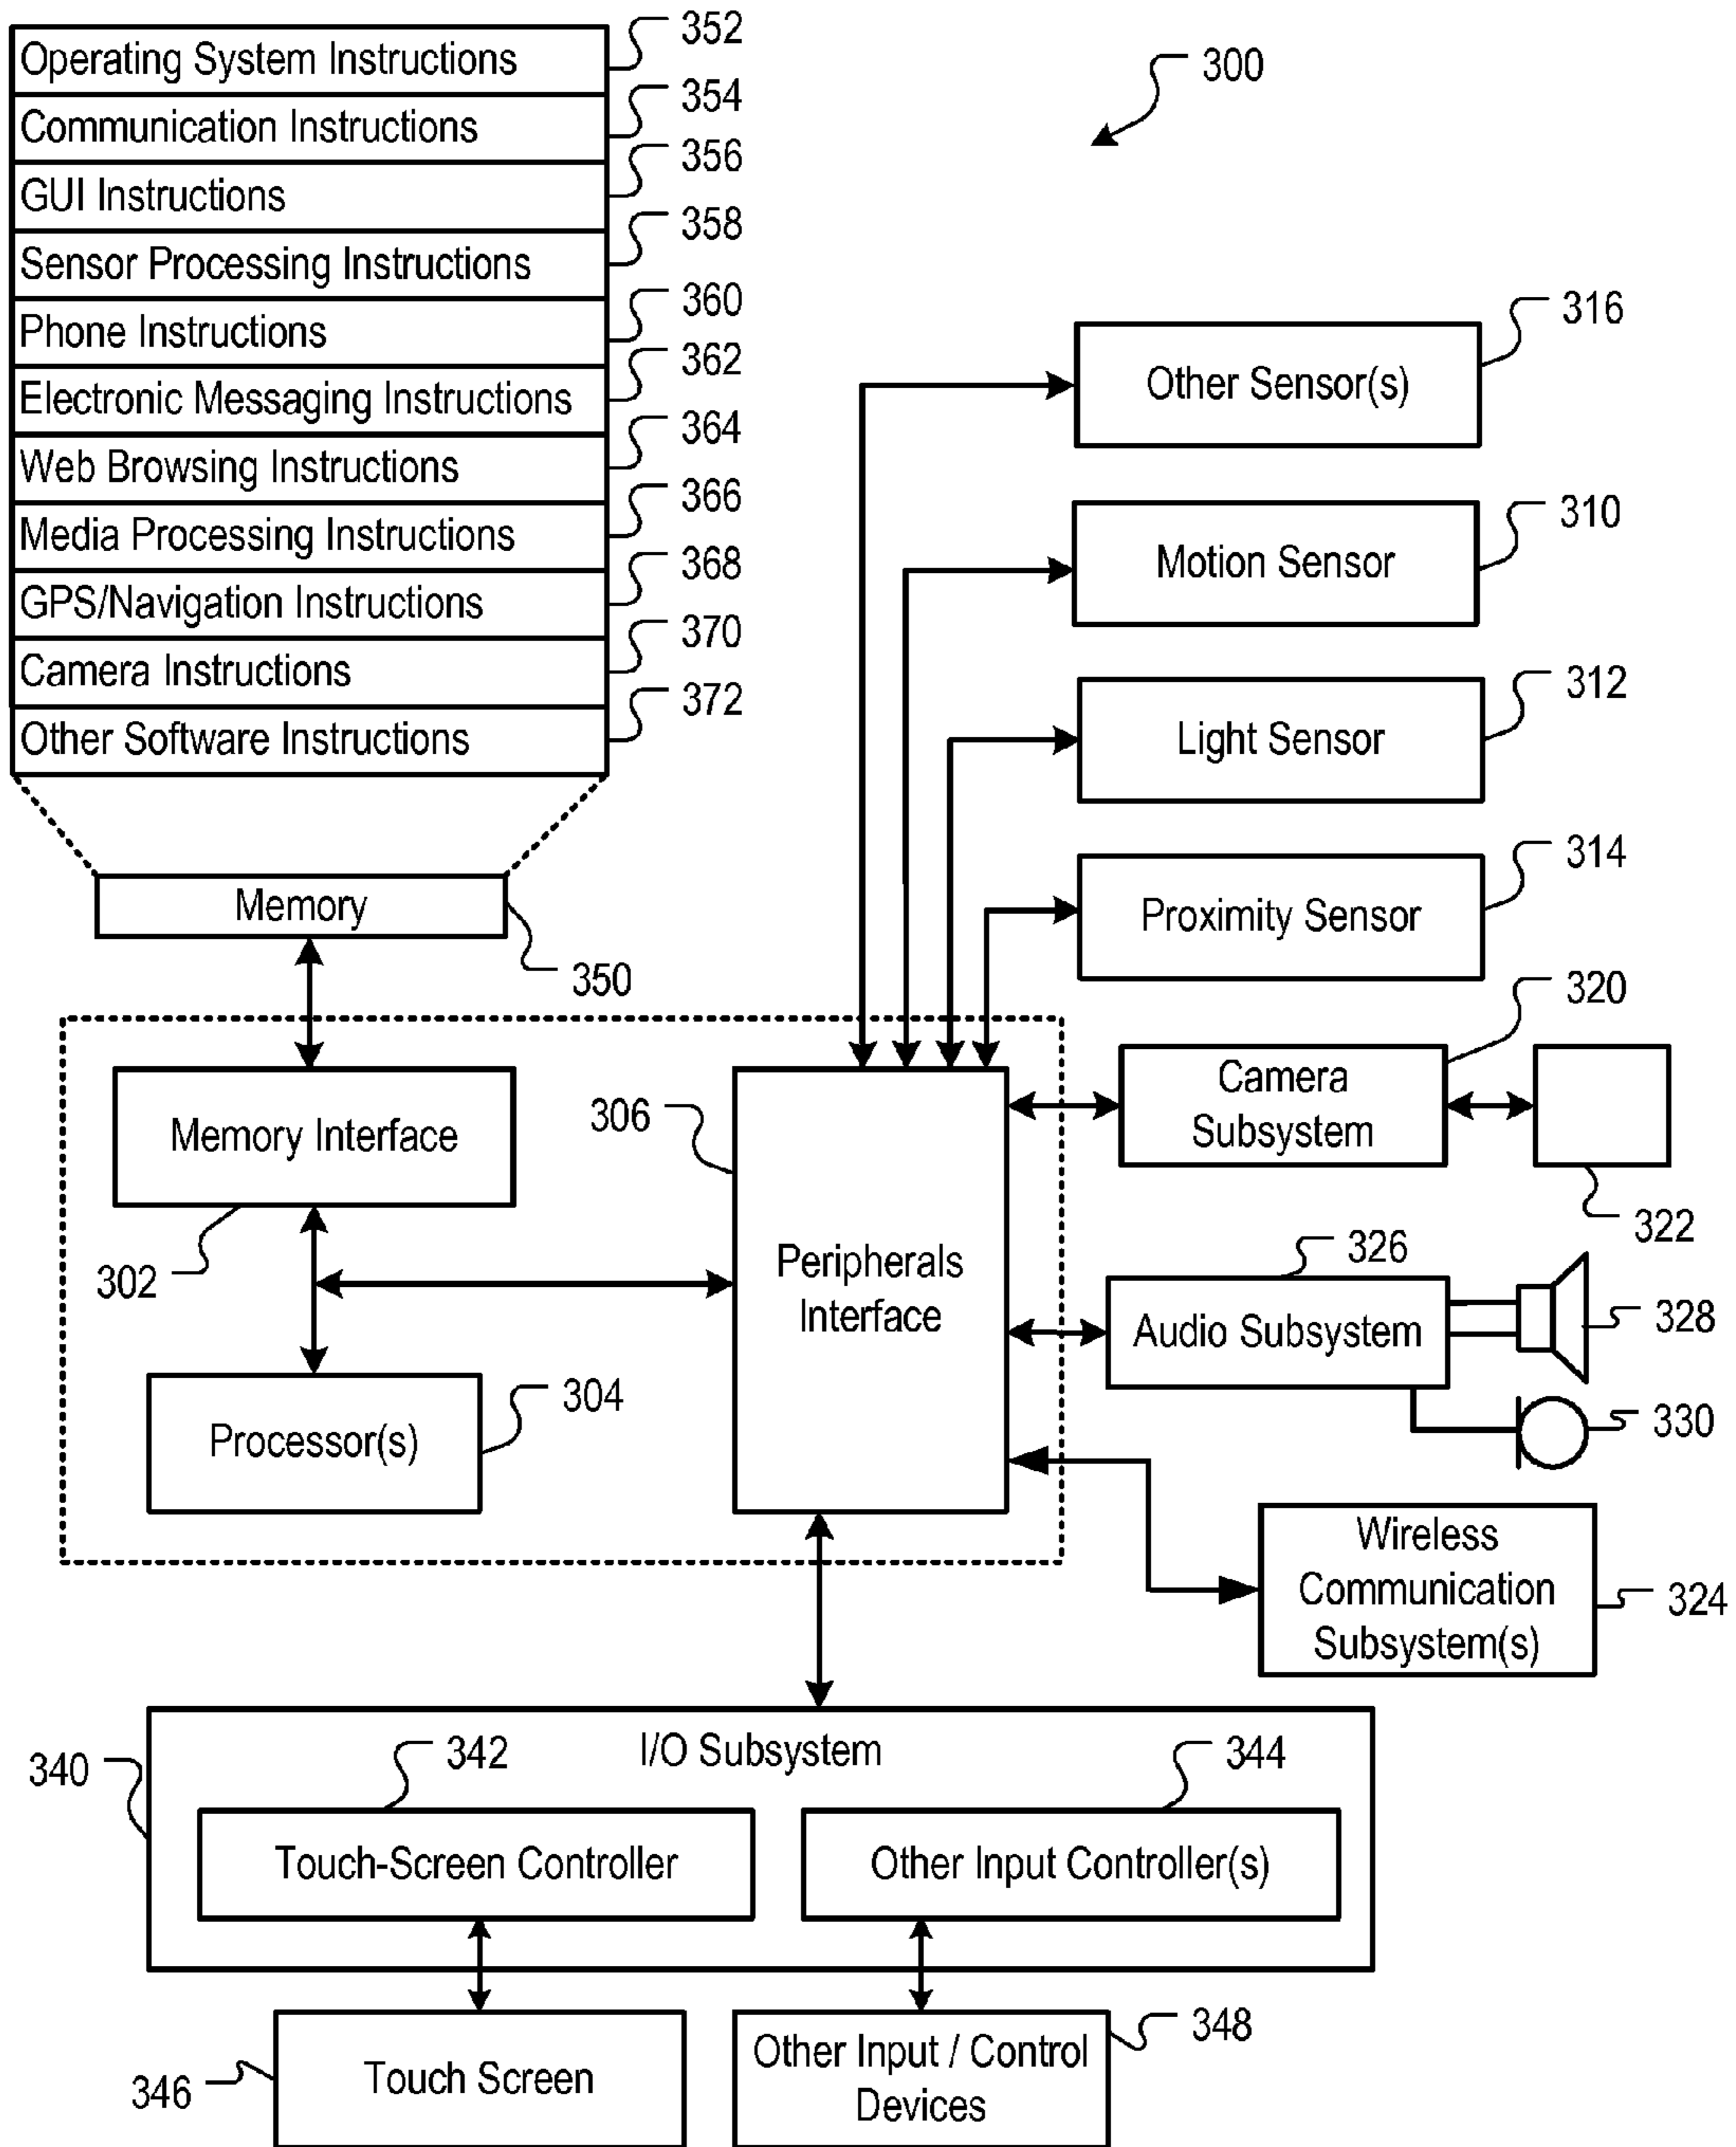 Operating System Instructions
352
Communication Instructions
354
GUI Instructions
356
Sensor Processing Instructions
358
Phone Instructions
360
Electronic Messaging Instructions
362
Web Browsing Instructions
364
Media Processing Instructions
366
GPS/Navigation Instructions
368
Camera Instructions
370
Other Software Instructions
372
Memory
350
300
Other Sensor(s)
316
Motion Sensor
310
Light Sensor
312
Proximity Sensor
314
Camera
Subsystem
320
322
Memory Interface
302
306
Peripherals
Interface
Processor(s)
304
326
Audio Subsystem
328
330
Wireless
Communication
Subsystem(s)
324
340
I/O Subsystem
342
Touch-Screen Controller
344
Other Input Controller(s)
346
Touch Screen
Other Input / Control
Devices
348